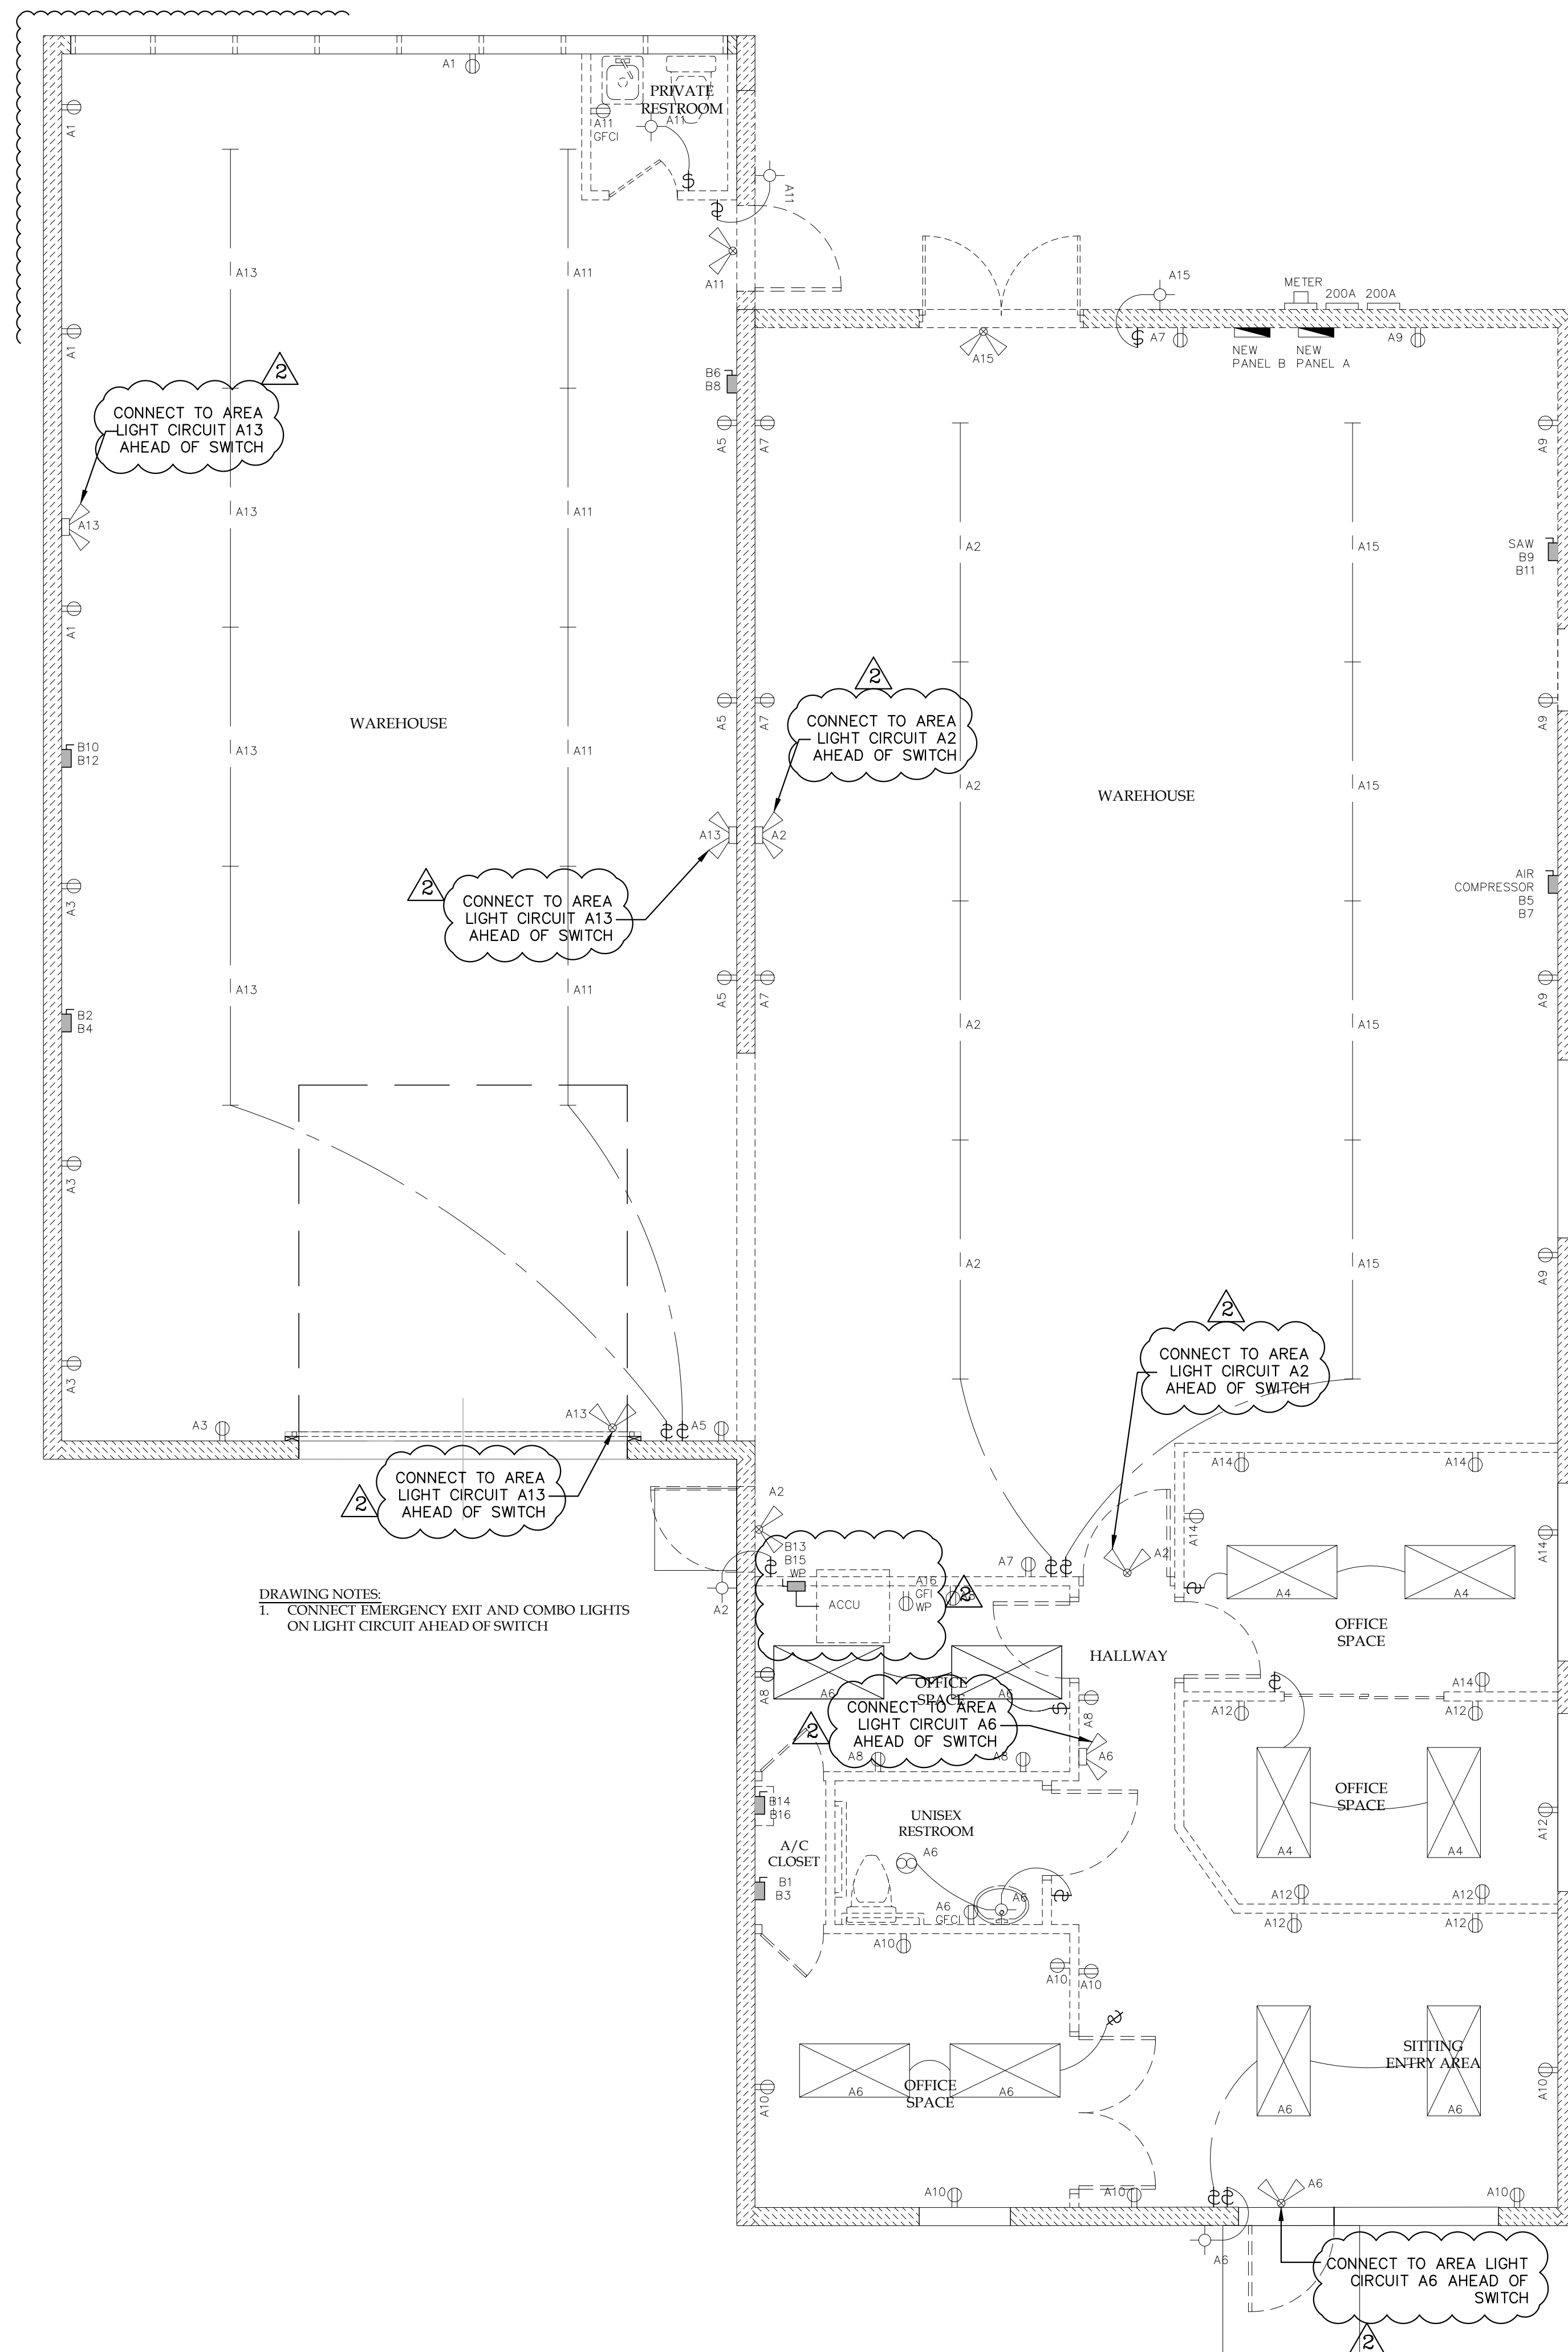 A1
PRIVATE
RESTROOM
A1
A11
GFCI
A11
A11
A13
A11
A11
A15
METER
200A 200A
A1
A15
A7
NEW
PANEL B
NEW
PANEL A
A9
2
B6
B8
CONNECT TO AREA
LIGHT CIRCUIT A13
AHEAD OF SWITCH
A5
A7
A9
A13
A13
A11
A2
A15
SAW
B9
B11
A1
2
WAREHOUSE
A5
A7
CONNECT TO AREA
LIGHT CIRCUIT A2
AHEAD OF SWITCH
A9
B10
B12
A13
A11
A2
A15
WAREHOUSE
A13
A2
2
CONNECT TO AREA
LIGHT CIRCUIT A13
AHEAD OF SWITCH
AIR
COMPRESSOR
B5
B7
A3
A13
A11
A5
A7
A9
B2
B4
A2
A15
A3
A2
A15
A9
2
CONNECT TO AREA
LIGHT CIRCUIT A2
AHEAD OF SWITCH
A3
A3
A13
A5
A14
A14
2
CONNECT TO AREA
LIGHT CIRCUIT A13
AHEAD OF SWITCH
A2
A14
A14
B13
B15
WP
A7
A2
DRAWING NOTES:
1. CONNECT EMERGENCY EXIT AND COMBO LIGHTS
ON LIGHT CIRCUIT AHEAD OF SWITCH
A2
ACCU
A16
GFI
WP
2
A4
A4
OFFICE
SPACE
HALLWAY
A8
A6
A6
OFFICE
SPACE
A14
2
CONNECT TO AREA
LIGHT CIRCUIT A6
AHEAD OF SWITCH
A8
A12
A12
A8
A8
A6
B14
B16
OFFICE
SPACE
UNISEX
RESTROOM
A12
A/C
CLOSET
A6
A4
A4
B1
B3
A6
GFCI
A6
A12
A12
A12
A12
A10
A10
A10
SITTING
ENTRY AREA
A10
A6
A6
OFFICE
SPACE
A10
A6
A6
A10
A10
A6
A10
A6
CONNECT TO AREA LIGHT
CIRCUIT A6 AHEAD OF
SWITCH
2